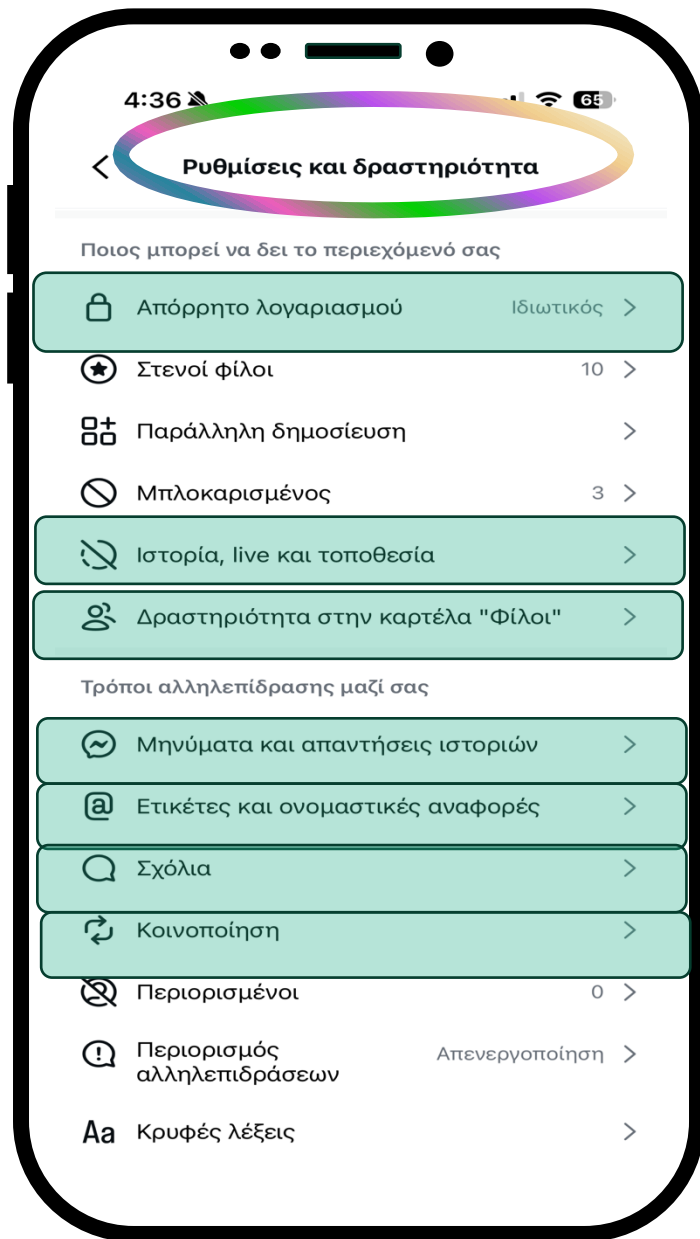 4:36
65
Ρυθμίσεις και δραστηριότητα
Ποιος μπορεί να δει το περιεχόμενό σας
Απόρρητο λογαριασμού Ιδιωτικός
Στενοί φίλοι 10
Παράλληλη δημοσίευση
Μπλοκαρισμένος 3
Ιστορία, live και τοποθεσία
Δραστηριότητα στην καρτέλα "Φίλοι"
Τρόποι αλληλεπίδρασης μαζί σας
Μηνύματα και απαντήσεις ιστοριών
Ετικέτες και ονομαστικές αναφορές
Σχόλια
Κοινοποίηση
Περιορισμένοι 0
Περιορισμός
αλληλεπιδράσεων Απενεργοποίηση
Aa Κρυφές λέξεις